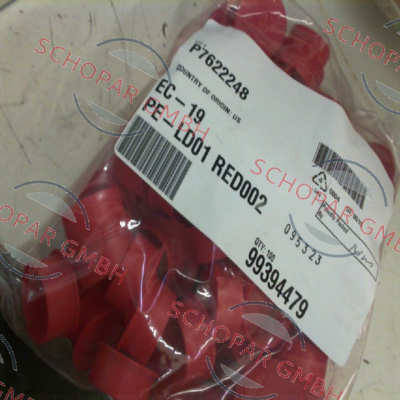 P7622248
COUNTRY OF ORIGIN: US
EC-19
PE-LD01 RED002
095323
QTY: 100
99394479
SCHOPAR GMBH
SCHOPAR GMBH
SCHOPAR GMBH
SCHOPAR GMBH